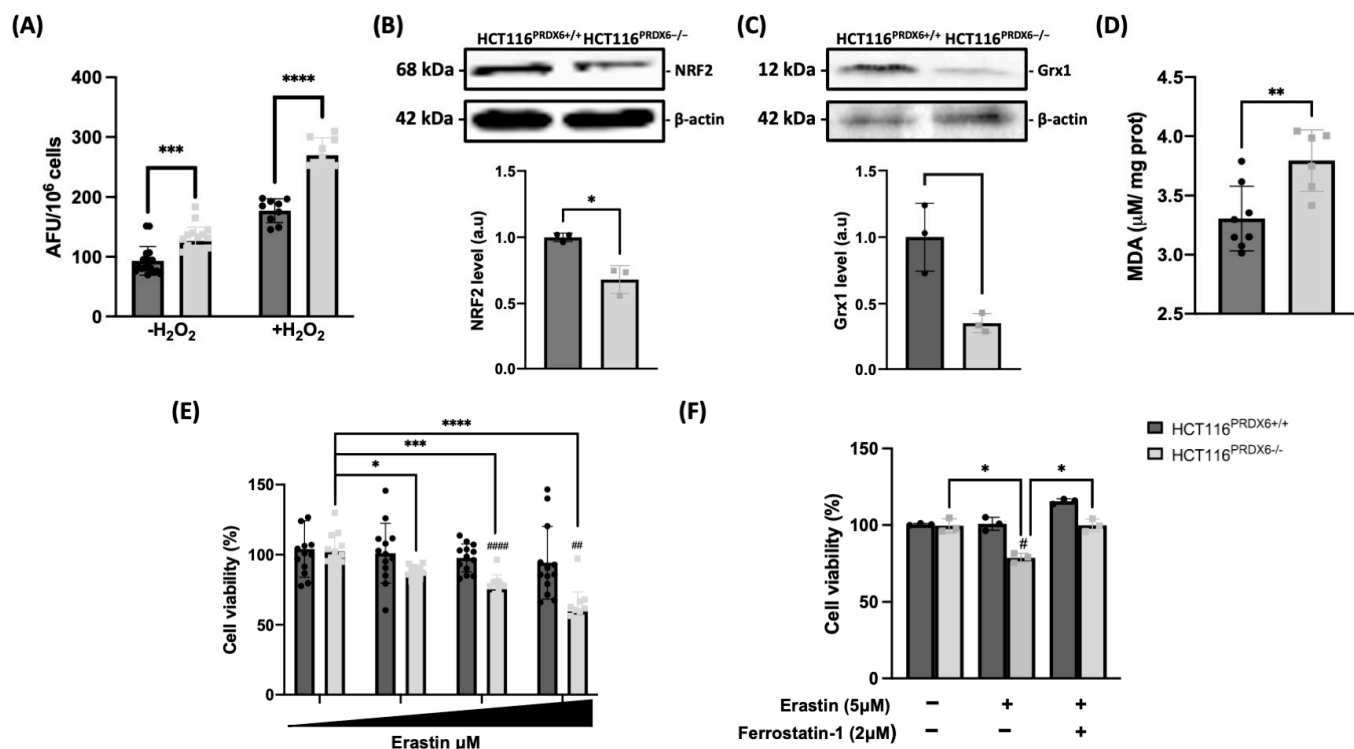 (A)
AFU/10⁶ cells
400
300
200
100
0
***
****
-H₂O₂
+H₂O₂
(B)
HCT116ᴾᴿᴰˣ⁶⁺/⁺ HCT116ᴾᴿᴰˣ⁶⁻/⁻
68 kDa
- NRF2
42 kDa
- β-actin
NRF2 level (a.u)
1.5
1.0
0.5
0.0
*
(C)
HCT116ᴾᴿᴰˣ⁶⁺/⁺ HCT116ᴾᴿᴰˣ⁶⁻/⁻
12 kDa
- Grx1
42 kDa
- β-actin
Grx1 level (a.u)
1.5
1.0
0.5
0.0
(D)
MDA (μM/ mg prot)
4.5
4.0
3.5
3.0
2.5
**
(E)
Cell viability (%)
150
100
50
0
****
***
*
####
##
Erastin μM
(F)
Cell viability (%)
150
100
50
0
*
*
#
Erastin (5μM) − + +
Ferrostatin-1 (2μM) − − +
HCT116ᴾᴿᴰˣ⁶⁺/⁺
HCT116ᴾᴿᴰˣ⁶⁻/⁻